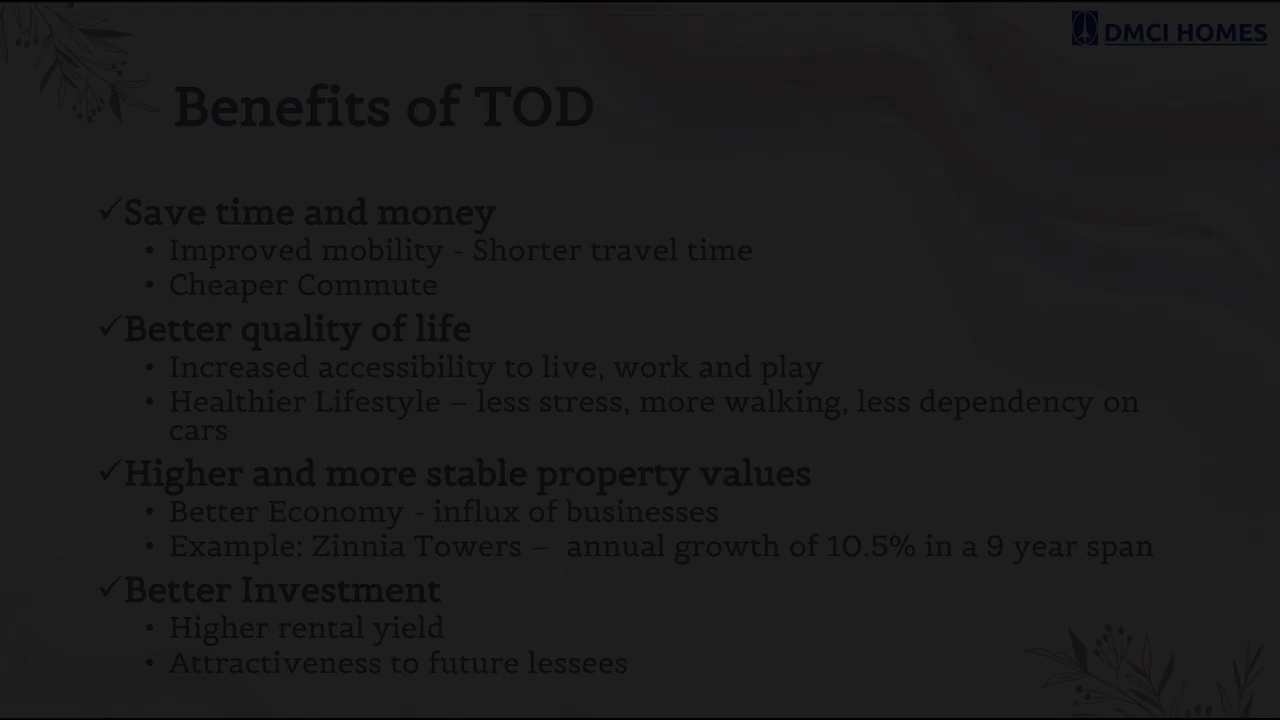 DMCI HOMES
Benefits of TOD
✓Save time and money
• Improved mobility - Shorter travel time
• Cheaper Commute
✓Better quality of life
• Increased accessibility to live, work and play
• Healthier Lifestyle – less stress, more walking, less dependency on
cars
✓Higher and more stable property values
• Better Economy - influx of businesses
• Example: Zinnia Towers – annual growth of 10.5% in a 9 year span
✓Better Investment
• Higher rental yield
• Attractiveness to future lessees